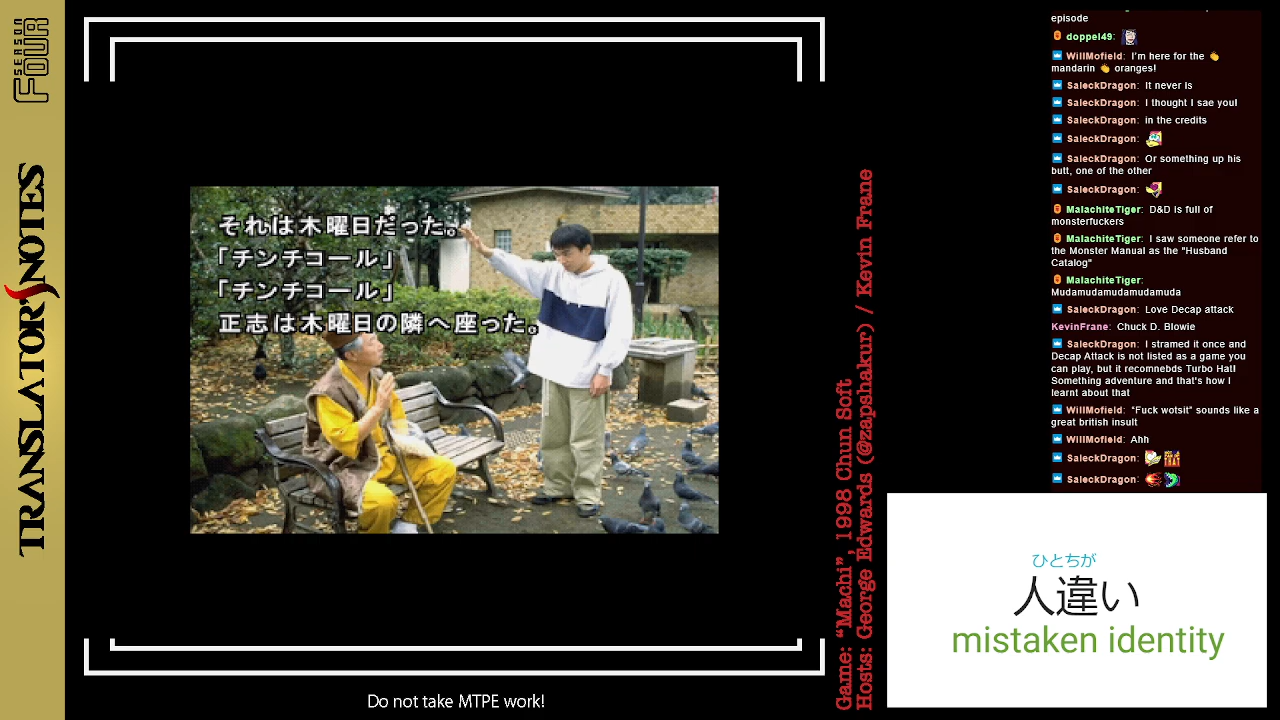 SEASON
FOUR
TRANSLATOR'S NOTES
それは木曜日だった。
「チンチコール」
「チンチコール」
正志は木曜日の隣へ座った。
Do not take MTPE work!
Game: "Machi", 1998 Chun Soft
Hosts: George Edwards (@zapshakur) / Kevin Frane
episode
doppel49:
WillMofield: I'm here for the 👏
mandarin 👏 oranges!
SaleckDragon: It never is
SaleckDragon: I thought I sae you!
SaleckDragon: in the credits
SaleckDragon:
SaleckDragon: Or something up his
butt, one of the other
SaleckDragon:
MalachiteTiger: D&D is full of
monsterfuckers
MalachiteTiger: I saw someone refer to
the Monster Manual as the "Husband
Catalog"
MalachiteTiger:
Mudamudamudamudamuda
SaleckDragon: Love Decap attack
KevinFrane: Chuck D. Blowie
SaleckDragon: I stramed it once and
Decap Attack is not listed as a game you
can play, but it recomnebds Turbo Hall
Something adventure and that's how I
learnt about that
WillMofield: "Fuck wotsit" sounds like a
great british insult
WillMofield: Ahh
SaleckDragon:
SaleckDragon:
ひとちが
人違い
mistaken identity